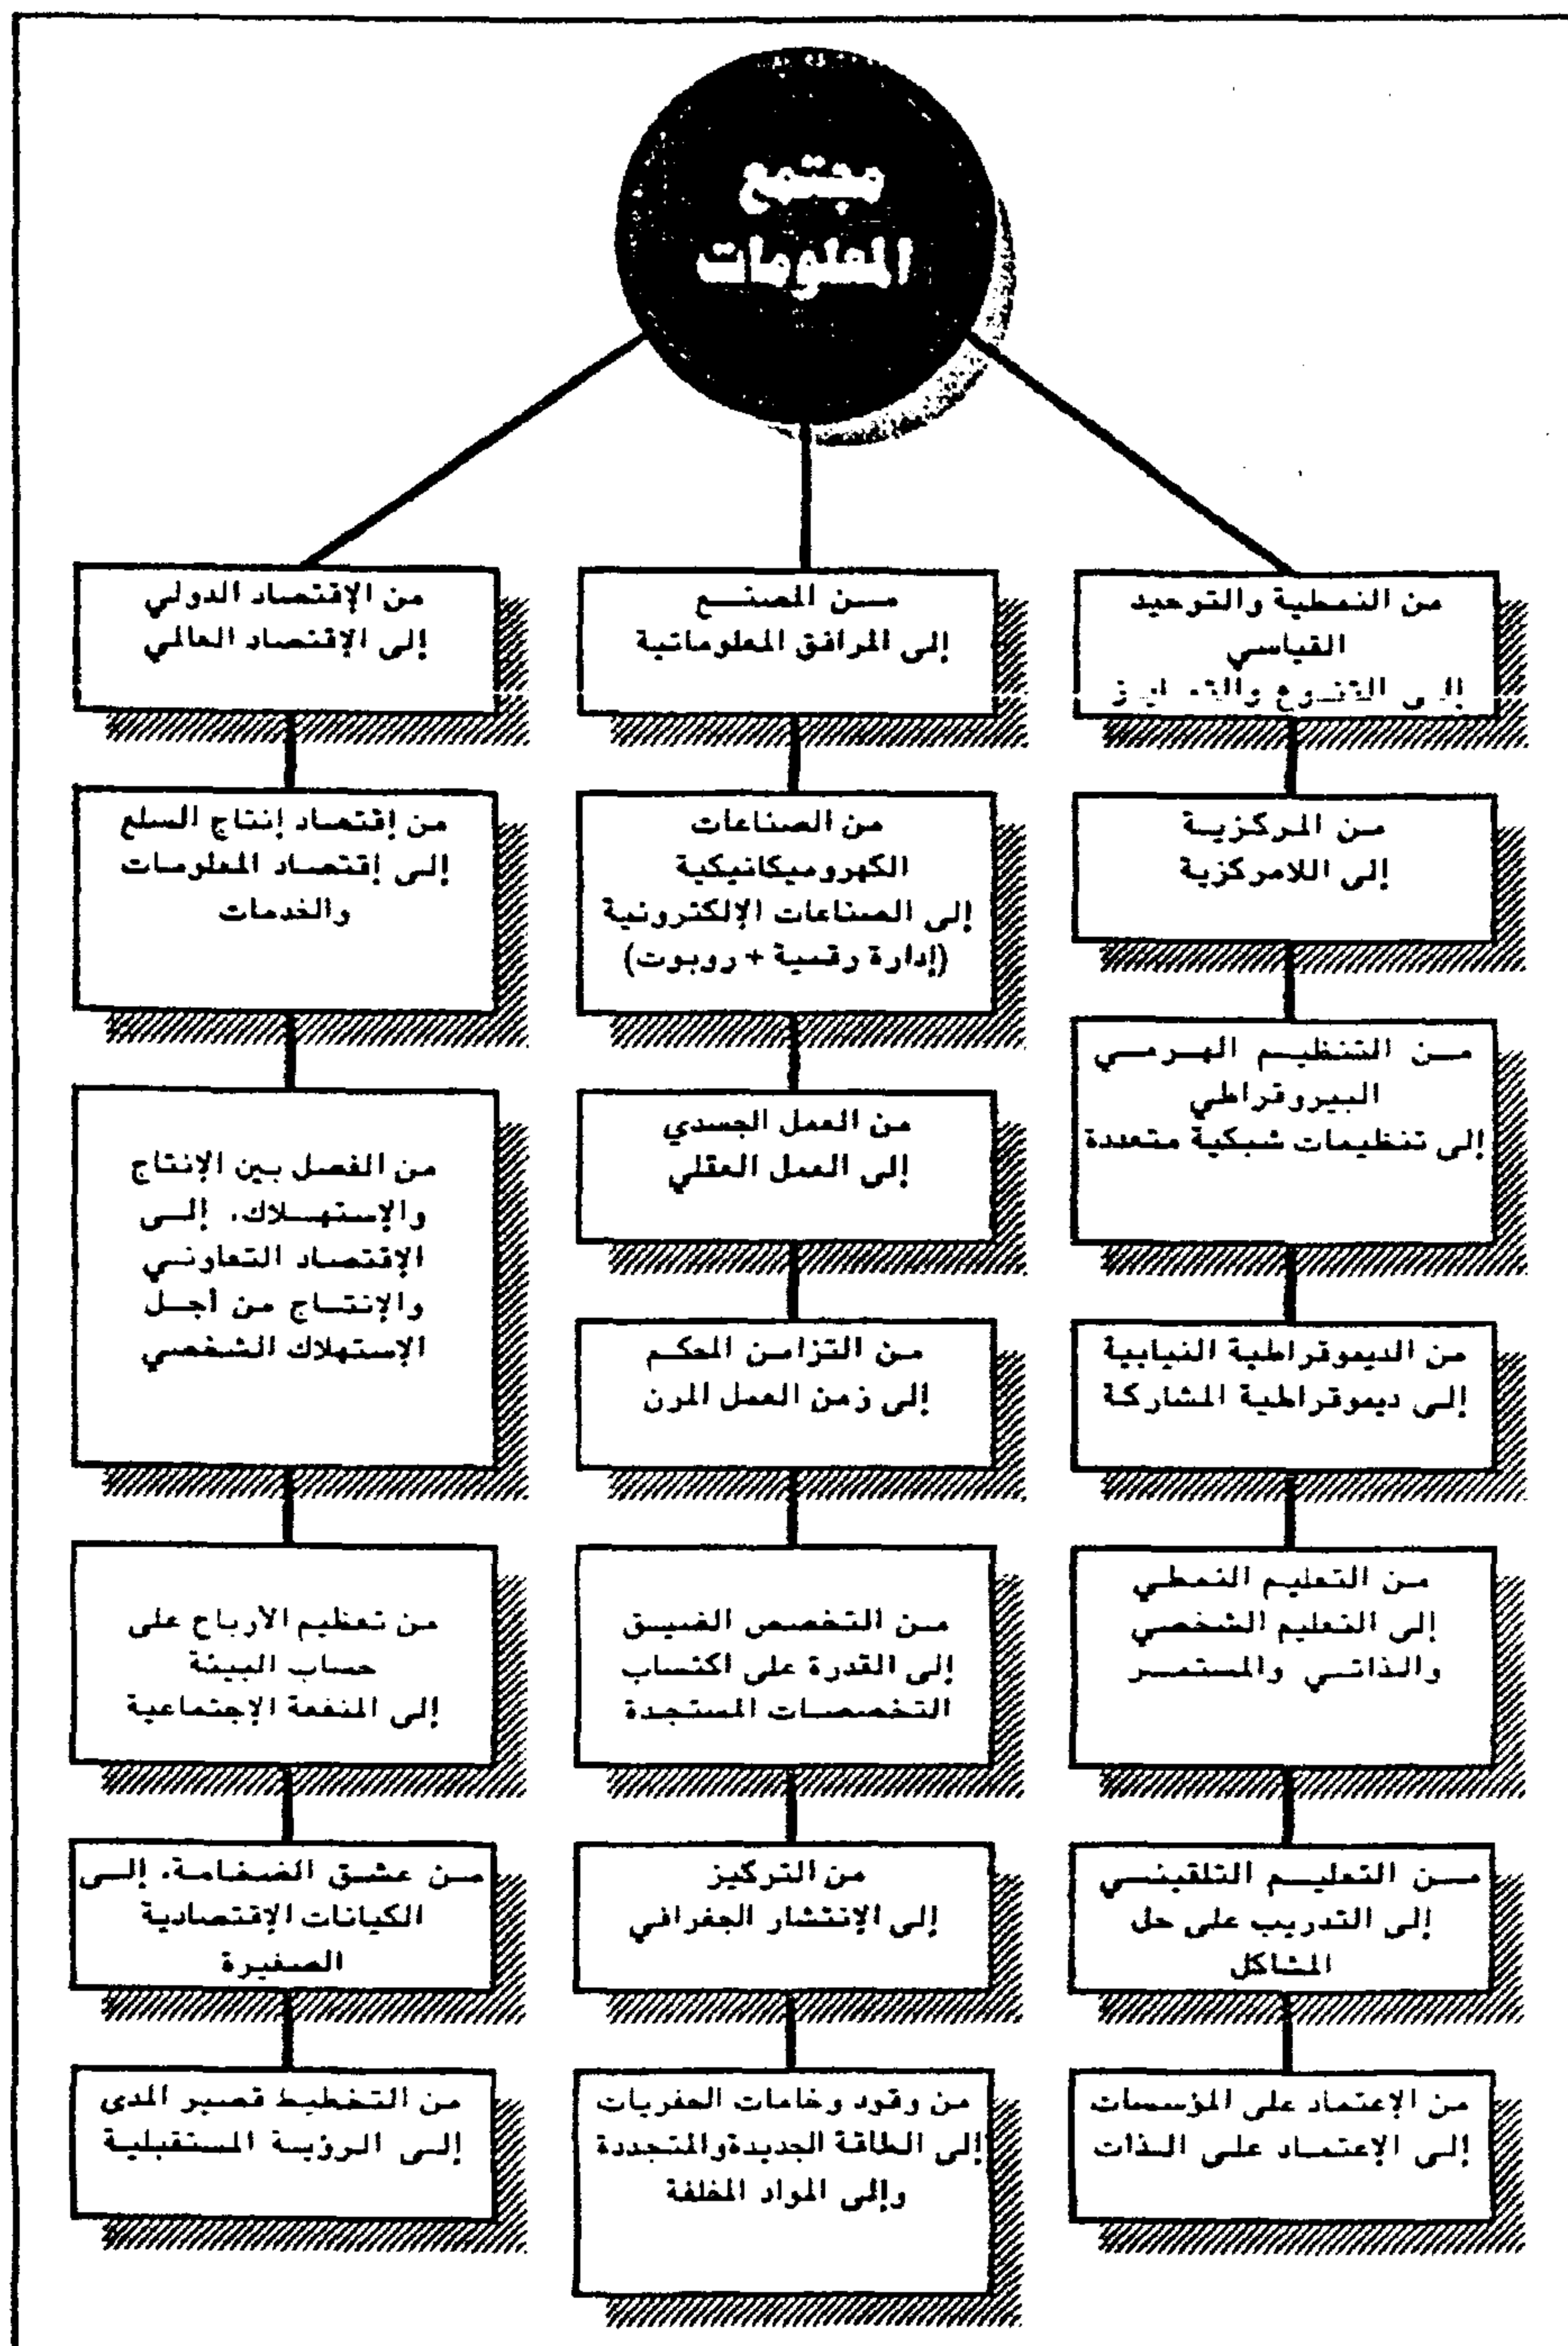 مجتمع
المعلومات
من النمطية والتوحيد
القياسي
إلى التنوع والتمايز
من المركزية
إلى اللامركزية
من التنظيم الهرمي
البيروقراطي
إلى تنظيمات شبكية متعددة
من الديموقراطية النيابية
إلى ديموقراطية المشاركة
من التعليم النمطي
إلى التعليم الشخصي
والذاتي والمستمر
من التعليم التلقيني
إلى التدريب على حل
المشاكل
من الإعتماد على المؤسسات
إلى الإعتماد على الذات
من المصنع
إلى المرافق المعلوماتية
من الصناعات
الكهروميكانيكية
إلى الصناعات الإلكترونية
(إدارة رقمية + روبوت)
من العمل الجسدي
إلى العمل العقلي
من التزامن المحكم
إلى زمن العمل المرن
من التخصص الضيق
إلى القدرة على اكتساب
التخصصات المستجدة
من التركيز
إلى الإنتشار الجغرافي
من وقود وخامات الحفريات
إلى الطاقة الجديدة والمتجددة
وإلى المواد المخلقة
من الإقتصاد الدولي
إلى الإقتصاد العالمي
من إقتصاد إنتاج السلع
إلى إقتصاد المعلومات
والخدمات
من الفصل بين الإنتاج
والإستهلاك، إلى
الإقتصاد التعاوني
والإنتاج من أجل
الإستهلاك الشخصي
من تعظيم الأرباح على
حساب البيئة
إلى المنفعة الإجتماعية
من عشق الضخامة، إلى
الكيانات الإقتصادية
الصغيرة
من التخطيط قصير المدى
إلى الرؤية المستقبلية